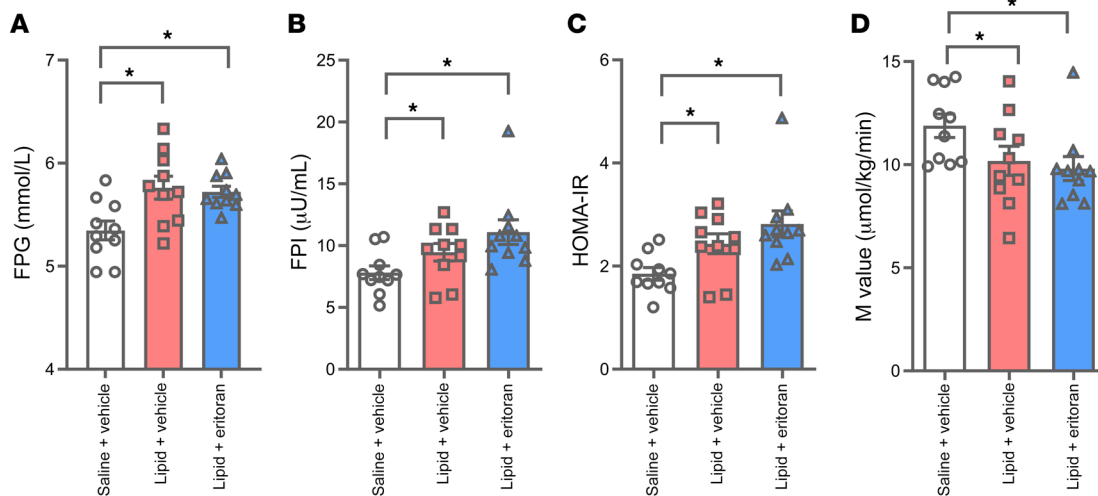 A
FPG (mmol/L)
7
6
5
4
*
*
Saline + vehicle
Lipid + vehicle
Lipid + eritoran
B
FPI (µU/mL)
25
20
15
10
5
0
*
*
Saline + vehicle
Lipid + vehicle
Lipid + eritoran
C
HOMA-IR
6
4
2
0
*
*
Saline + vehicle
Lipid + vehicle
Lipid + eritoran
D
M value (µmol/kg/min)
15
10
5
0
*
*
Saline + vehicle
Lipid + vehicle
Lipid + eritoran